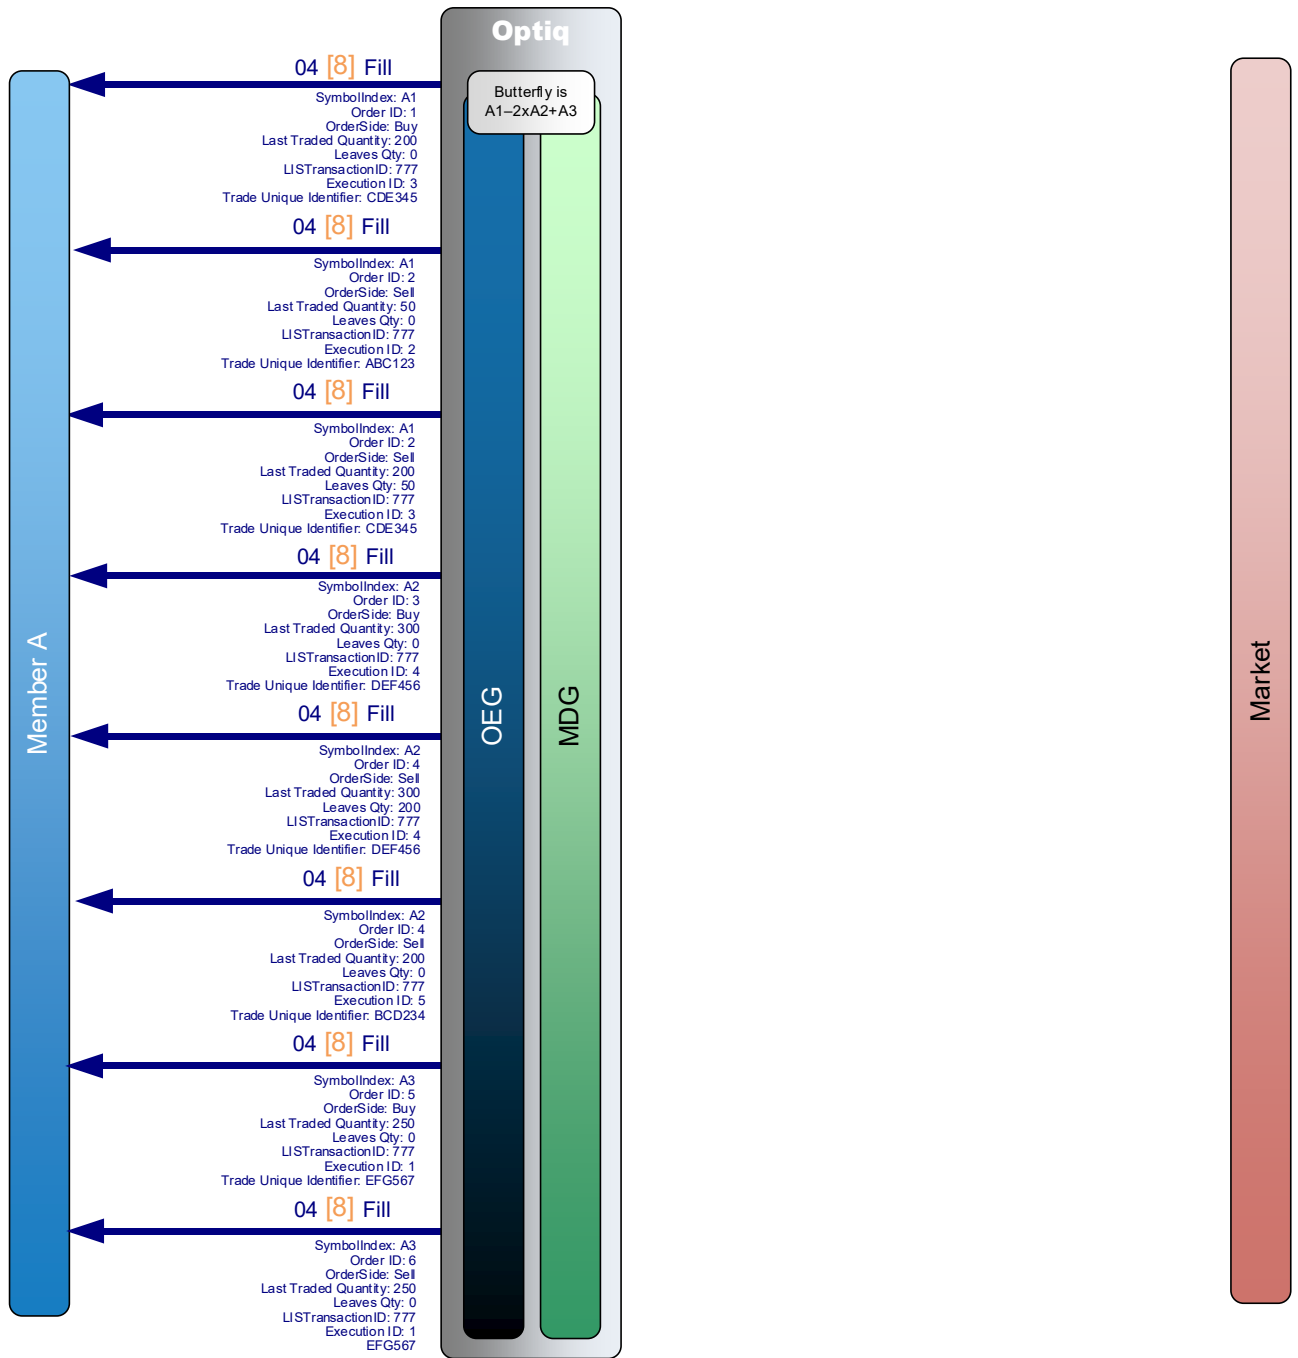 Optiq
Butterfly is
A1–2xA2+A3
04 [8] Fill
SymbolIndex: A1
Order ID: 1
OrderSide: Buy
Last Traded Quantity: 200
Leaves Qty: 0
LISTransactionID: 777
Execution ID: 3
Trade Unique Identifier: CDE345
04 [8] Fill
SymbolIndex: A1
Order ID: 2
OrderSide: Sell
Last Traded Quantity: 50
Leaves Qty: 0
LISTransactionID: 777
Execution ID: 2
Trade Unique Identifier: ABC123
04 [8] Fill
SymbolIndex: A1
Order ID: 2
OrderSide: Sell
Last Traded Quantity: 200
Leaves Qty: 50
LISTransactionID: 777
Execution ID: 3
Trade Unique Identifier: CDE345
04 [8] Fill
SymbolIndex: A2
Order ID: 3
OrderSide: Buy
Last Traded Quantity: 300
Leaves Qty: 0
LISTransactionID: 777
Execution ID: 4
Trade Unique Identifier: DEF456
04 [8] Fill
SymbolIndex: A2
Order ID: 4
OrderSide: Sell
Last Traded Quantity: 300
Leaves Qty: 200
LISTransactionID: 777
Execution ID: 4
Trade Unique Identifier: DEF456
04 [8] Fill
SymbolIndex: A2
Order ID: 4
OrderSide: Sell
Last Traded Quantity: 200
Leaves Qty: 0
LISTransactionID: 777
Execution ID: 5
Trade Unique Identifier: BCD234
04 [8] Fill
SymbolIndex: A3
Order ID: 5
OrderSide: Buy
Last Traded Quantity: 250
Leaves Qty: 0
LISTransactionID: 777
Execution ID: 1
Trade Unique Identifier: EFG567
04 [8] Fill
SymbolIndex: A3
Order ID: 6
OrderSide: Sell
Last Traded Quantity: 250
Leaves Qty: 0
LISTransactionID: 777
Execution ID: 1
EFG567
Member A
OEG
MDG
Market